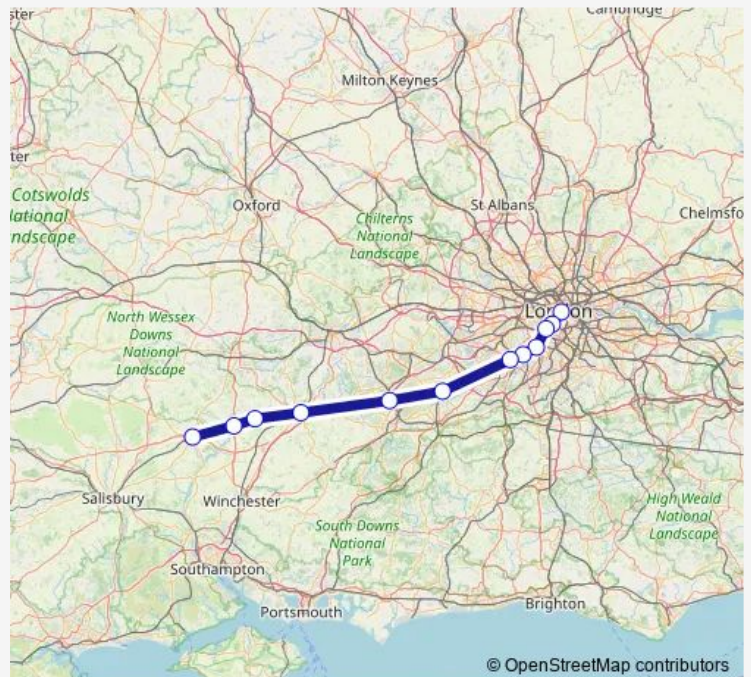 ster
Cambridge
Milton Keynes
ter
Cotswolds
National
ndscape
Oxford
St Albans
Chelmsfo
Chilterns
National
Landscape
London
North Wessex
Downs
National
Landscape
Salisbury
Winchester
High Weald
National
Landscape
South Downs
National
Park
Southampton
Portsmouth
Brighton
© OpenStreetMap contributors